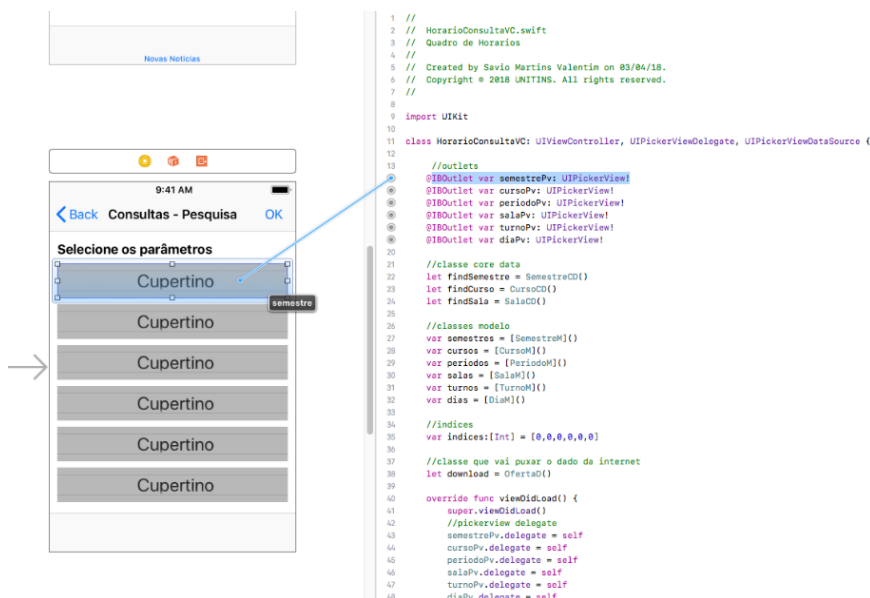 Novas Noticias
9:41 AM
Back Consultas - Pesquisa OK
Selecione os parâmetros
Cupertino
semestre
Cupertino
Cupertino
Cupertino
Cupertino
Cupertino
1 //
2 // HorarioConsultaVC.swift
3 // Quadro de Horarios
4 //
5 // Created by Savio Martins Valentim on 03/04/18.
6 // Copyright © 2018 UNITINS. All rights reserved.
7 //
8
9 import UIKit
10
11 class HorarioConsultaVC: UIViewController, UIPickerViewDelegate, UIPickerViewDataSource {
12
13 //outlets
@IBOutlet var semestrePv: UIPickerView!
@IBOutlet var cursoPv: UIPickerView!
@IBOutlet var periodoPv: UIPickerView!
@IBOutlet var salaPv: UIPickerView!
@IBOutlet var turnoPv: UIPickerView!
@IBOutlet var diaPv: UIPickerView!
20
21 //classe core data
22 let findSemestre = SemestreCD()
23 let findCurso = CursoCD()
24 let findSala = SalaCD()
25
26 //classes modelo
27 var semestres = [SemestreM]()
28 var cursos = [CursoM]()
29 var periodos = [PeriodoM]()
30 var salas = [SalaM]()
31 var turnos = [TurnoM]()
32 var dias = [DiaM]()
33
34 //indices
35 var indices:[Int] = [0,0,0,0,0,0]
36
37 //classe que vai puxar o dado da internet
38 let download = OfertaD()
39
40 override func viewDidLoad() {
41 super.viewDidLoad()
42 //pickerview delegate
43 semestrePv.delegate = self
44 cursoPv.delegate = self
45 periodoPv.delegate = self
46 salaPv.delegate = self
47 turnoPv.delegate = self
48 diaPv.delegate = self